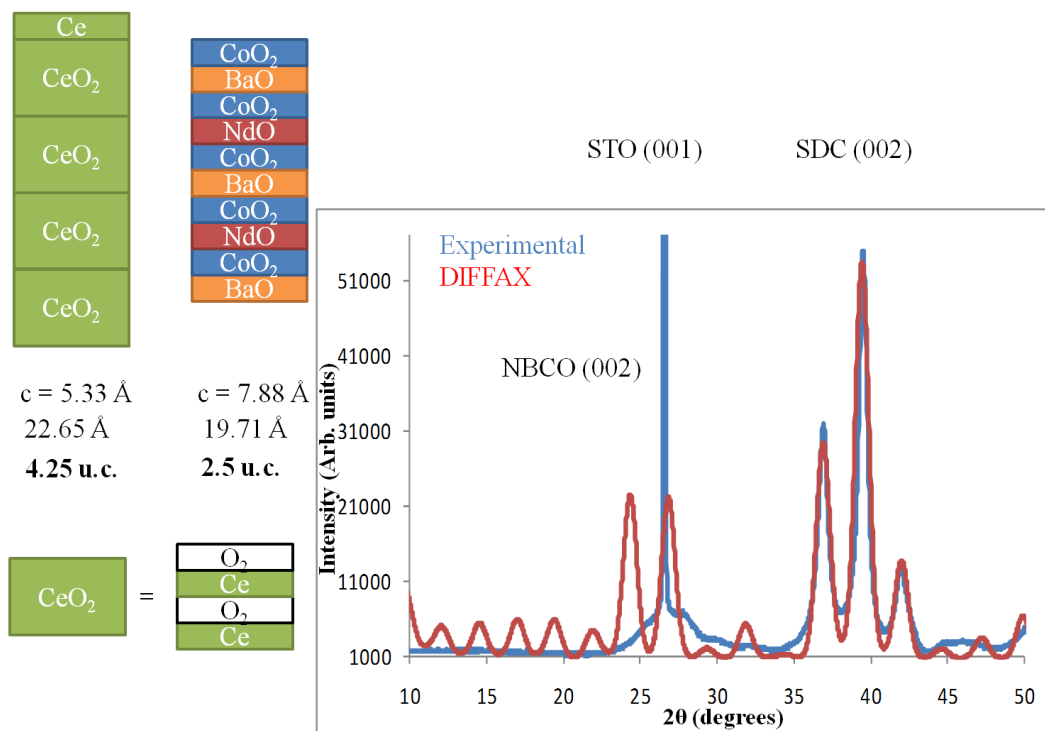 Ce
CeO₂
CeO₂
CeO₂
CeO₂
c = 5.33 Å
22.65 Å
4.25 u.c.
CoO₂
BaO
CoO₂
NdO
CoO₂
BaO
CoO₂
NdO
CoO₂
BaO
c = 7.88 Å
19.71 Å
2.5 u.c.
CeO₂
=
O₂
Ce
O₂
Ce
STO (001)
SDC (002)
Experimental
DIFFAX
NBCO (002)
Intensity (Arb. units)
51000
41000
31000
21000
11000
1000
10 15 20 25 30 35 40 45 50
2θ (degrees)